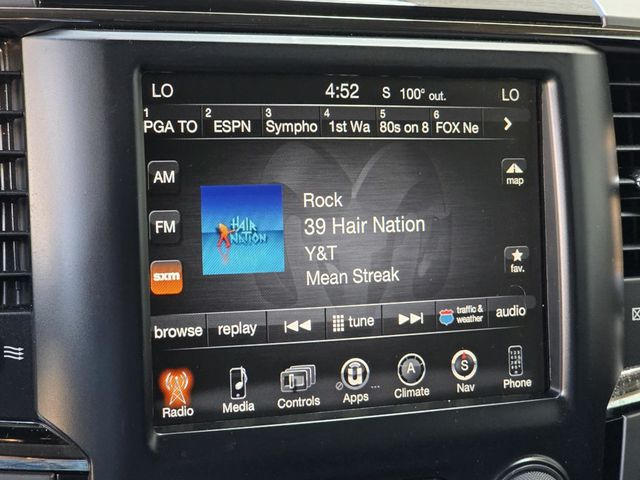 LO 4:52 S 100° out. LO
1 PGA TO 2 ESPN 3 Sympho 4 1st Wa 5 80s on 8 6 FOX Ne
AM
map
Rock
FM
HAIR NATION
39 Hair Nation
Y&T
sxm
Mean Streak
fav.
browse replay tune traffic & weather audio
Radio Media Controls Apps A Climate S Nav Phone